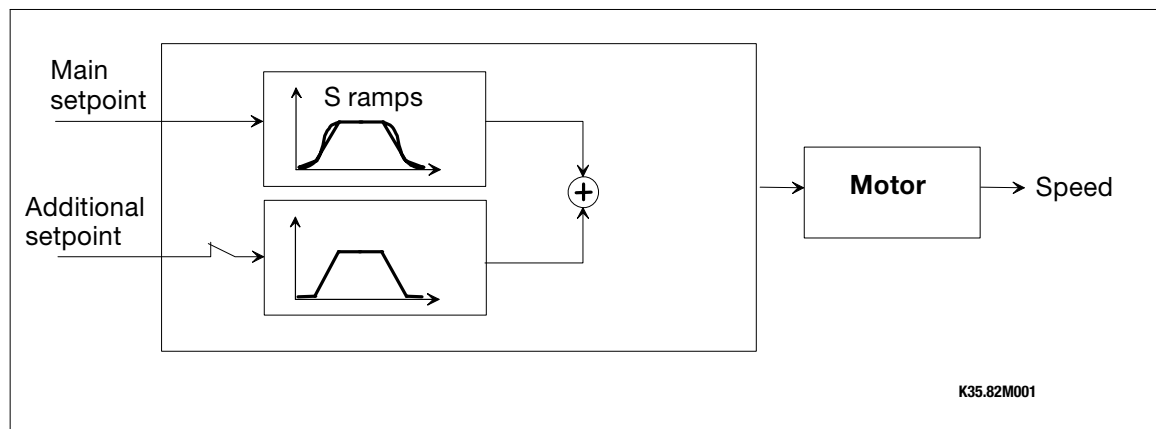 Main
setpoint
S ramps
Additional
setpoint
+
Motor
Speed
K35.82M001